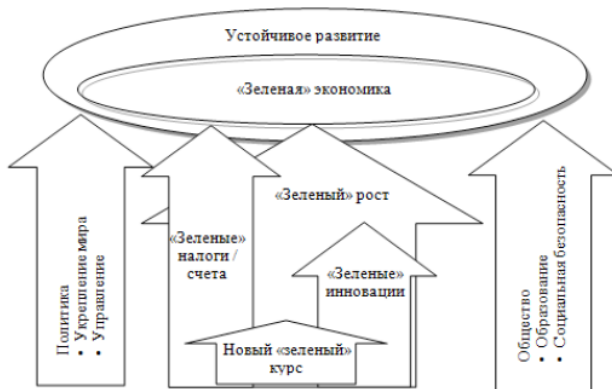 Устойчивое развитие
«Зеленая» экономика
«Зеленый» рост
«Зеленые»
налоги /
счета
«Зеленые»
инновации
Новый «зеленый»
курс
Политика
• Укрепление мира
• Управление
Общество
• Образование
• Социальная безопасность